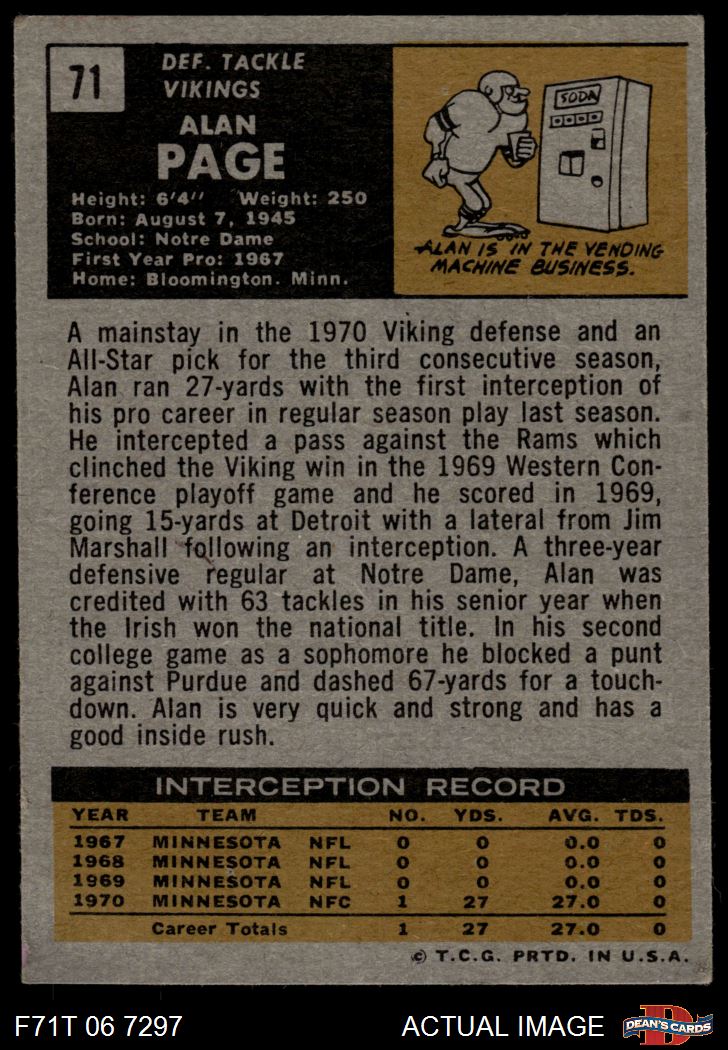 71
DEF. TACKLE
VIKINGS
ALAN
PAGE
Height: 6'4'' Weight: 250
Born: August 7, 1945
School: Notre Dame
First Year Pro: 1967
Home: Bloomington. Minn.
SODA
ALAN IS IN THE VENDING
MACHINE BUSINESS.
A mainstay in the 1970 Viking defense and an
All-Star pick for the third consecutive season,
Alan ran 27-yards with the first interception of
his pro career in regular season play last season.
He intercepted a pass against the Rams which
clinched the Viking win in the 1969 Western Con-
ference playoff game and he scored in 1969,
going 15-yards at Detroit with a lateral from Jim
Marshall following an interception. A three-year
defensive regular at Notre Dame, Alan was
credited with 63 tackles in his senior year when
the Irish won the national title. In his second
college game as a sophomore he blocked a punt
against Purdue and dashed 67-yards for a touch-
down. Alan is very quick and strong and has a
good inside rush.
INTERCEPTION RECORD
YEAR TEAM NO. YDS. AVG. TDS.
1967 MINNESOTA NFL 0 0 0.0 0
1968 MINNESOTA NFL 0 0 0.0 0
1969 MINNESOTA NFL 0 0 0.0 0
1970 MINNESOTA NFC 1 27 27.0 0
Career Totals 1 27 27.0 0
© T.C.G. PRTD. IN U.S.A.
F71T 06 7297 ACTUAL IMAGE
D
DEAN'S CARDS